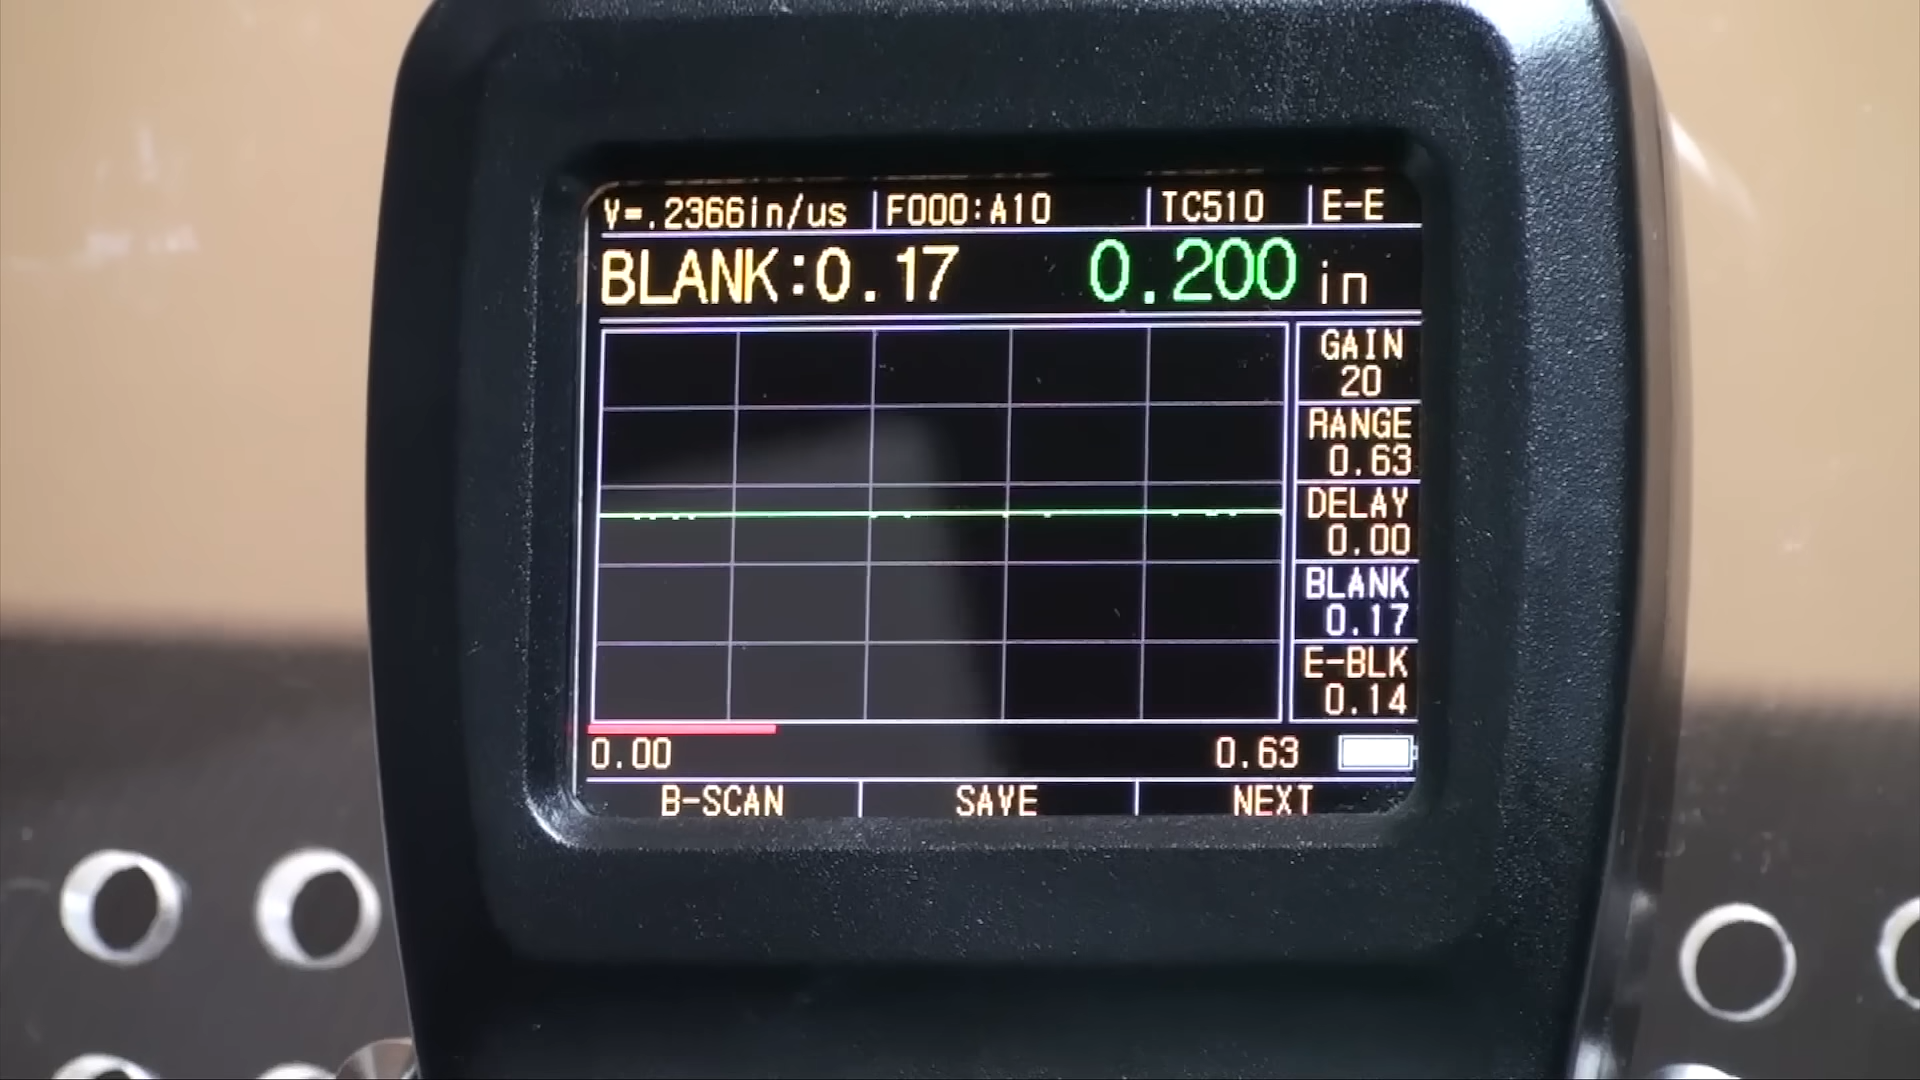 V=.2366in/us F000:A10 TC510 E-E
BLANK:0.17 0.200 in
GAIN
20
RANGE
0.63
DELAY
0.00
BLANK
0.17
E-BLK
0.14
0.00 0.63
B-SCAN SAVE NEXT